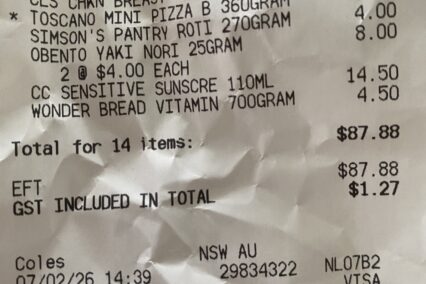 CLS CHKN BREAST
* TOSCANO MINI PIZZA B 360GRAM
SIMSON'S PANTRY ROTI 270GRAM 4.00
OBENTO YAKI NORI 25GRAM 8.00
2 @ $4.00 EACH
CC SENSITIVE SUNSCRE 110ML 14.50
WONDER BREAD VITAMIN 700GRAM 4.50
Total for 14 items: $87.88
EFT $87.88
GST INCLUDED IN TOTAL $1.27
Coles NSW AU NL07B2
07/02/26 14:39 29834322 VISA